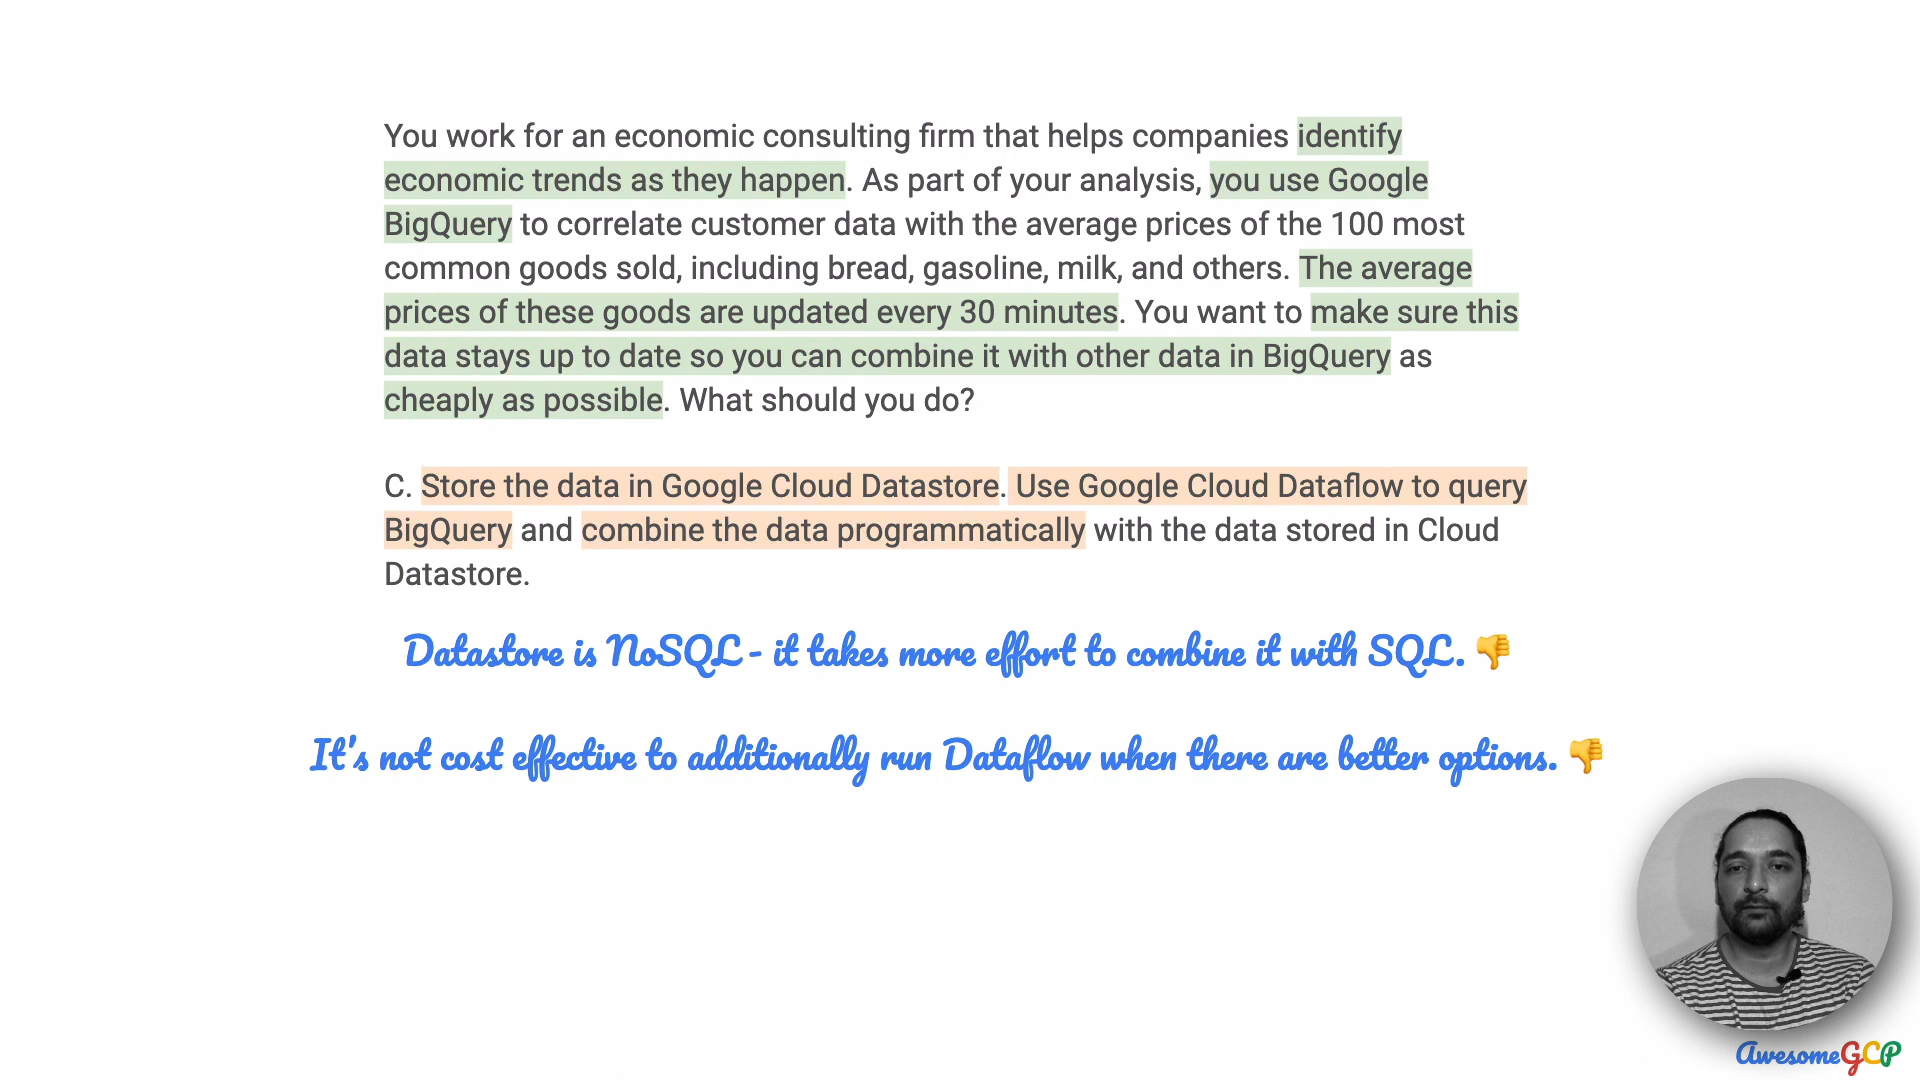 You work for an economic consulting firm that helps companies identify
economic trends as they happen. As part of your analysis, you use Google
BigQuery to correlate customer data with the average prices of the 100 most
common goods sold, including bread, gasoline, milk, and others. The average
prices of these goods are updated every 30 minutes. You want to make sure this
data stays up to date so you can combine it with other data in BigQuery as
cheaply as possible. What should you do?
C. Store the data in Google Cloud Datastore. Use Google Cloud Dataflow to query
BigQuery and combine the data programmatically with the data stored in Cloud
Datastore.
Datastore is NoSQL - it takes more effort to combine it with SQL. 👎
It's not cost effective to additionally run Dataflow when there are better options. 👎
AwesomeGCP